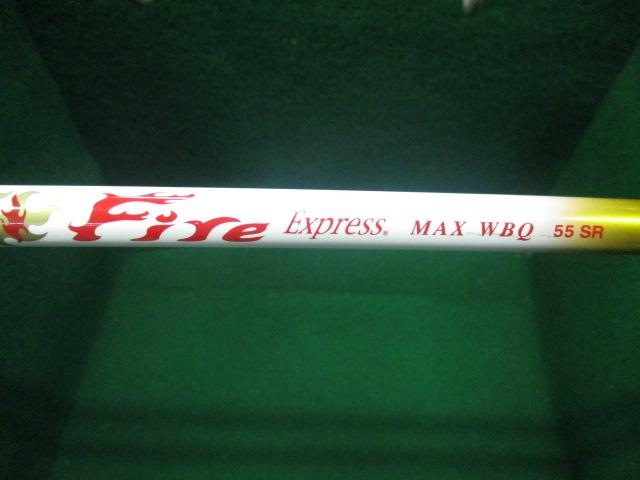 Fire Express. MAX WBQ 55 SR